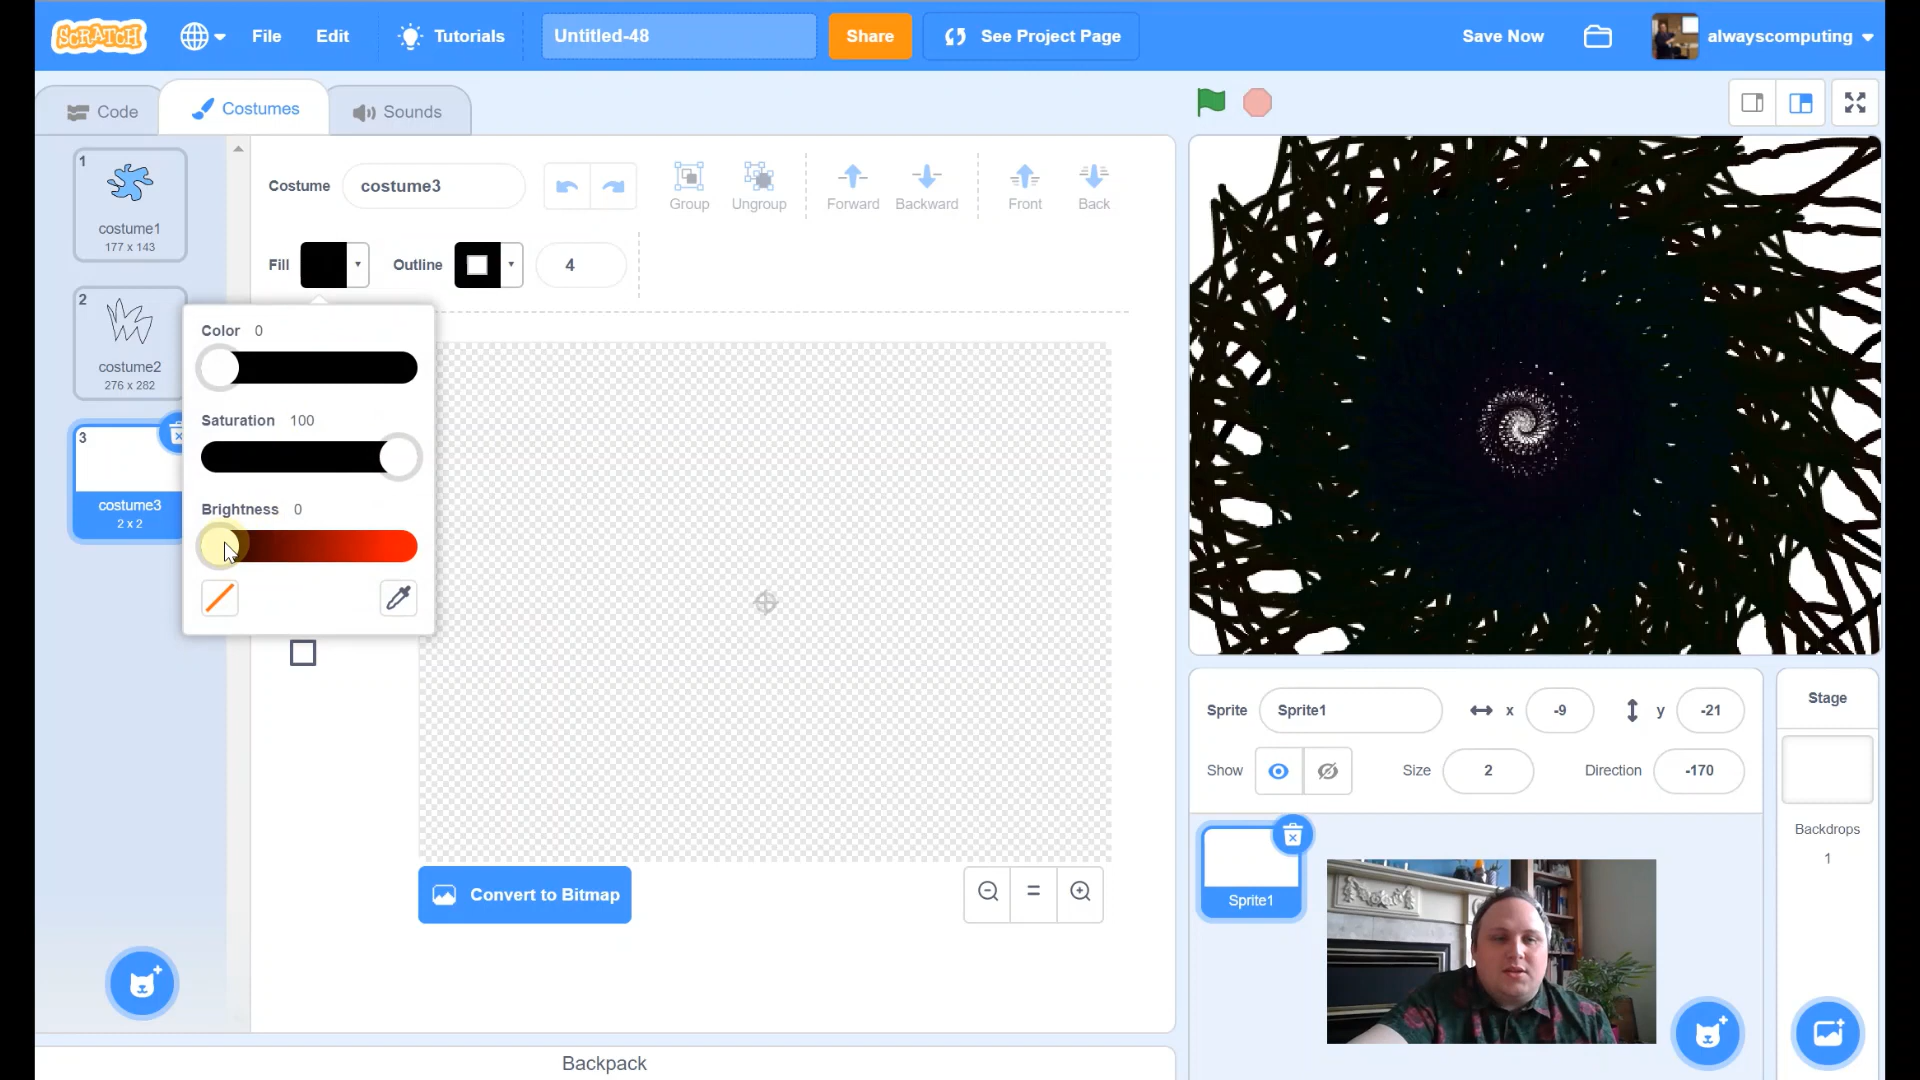 SCRATCH File Edit Tutorials Untitled-48 Share See Project Page Save Now alwayscomputing
Code Costumes Sounds
1
costume1
177 x 143
2
costume2
276 x 282
3
costume3
2 x 2
Costume costume3 Group Ungroup Forward Backward Front Back
Fill Outline 4
Color 0
Saturation 100
Brightness 0
Convert to Bitmap
Backpack
Sprite Sprite1 x -9 y -21
Show Size 2 Direction -170
Sprite1
Stage
Backdrops
1